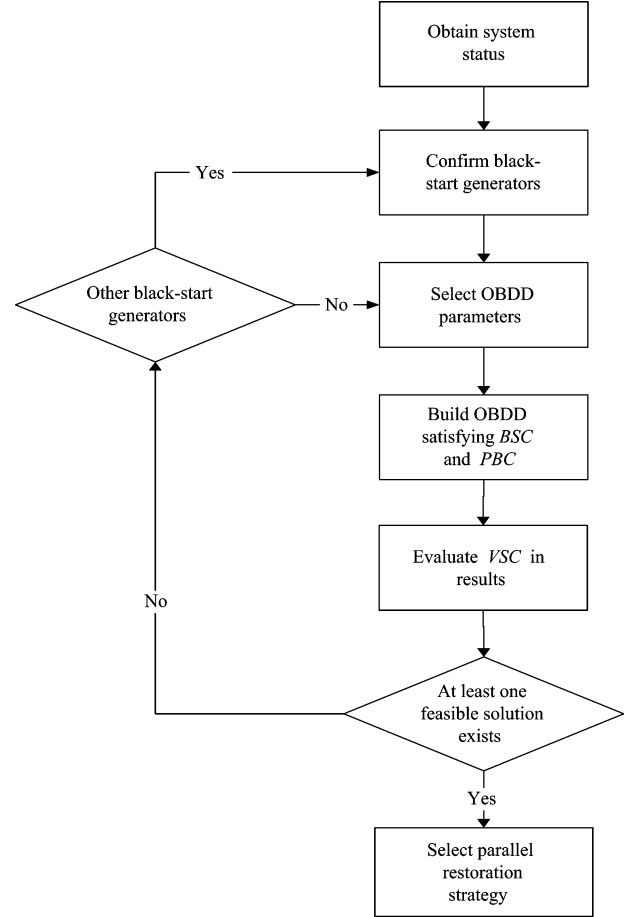 Obtain system
status
Yes
Confirm black-
start generators
Other black-start
generators
No
Select OBDD
parameters
Build OBDD
satisfying BSC
and PBC
Evaluate VSC in
results
No
At least one
feasible solution
exists
Yes
Select parallel
restoration
strategy